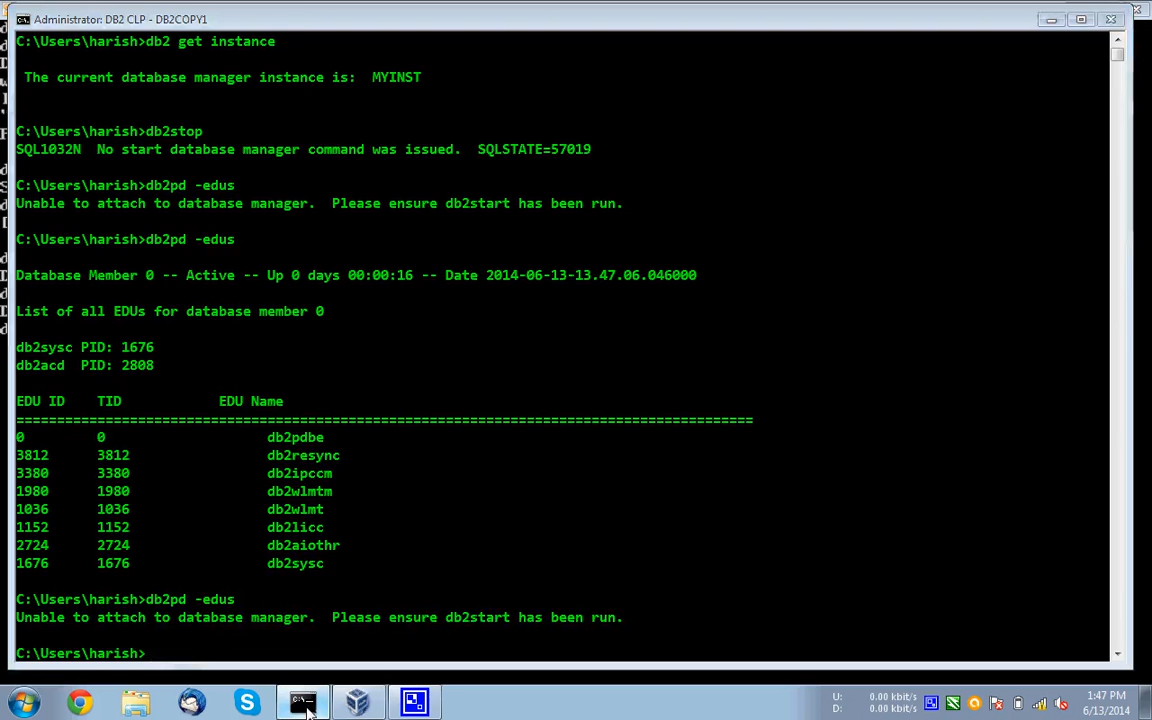 Administrator: DB2 CLP - DB2COPY1
C:\Users\harish>db2 get instance
The current database manager instance is:  MYINST
C:\Users\harish>db2stop
SQL1032N  No start database manager command was issued.  SQLSTATE=57019
C:\Users\harish>db2pd -edus
Unable to attach to database manager.  Please ensure db2start has been run.
C:\Users\harish>db2pd -edus
Database Member 0 -- Active -- Up 0 days 00:00:16 -- Date 2014-06-13-13.47.06.046000
List of all EDUs for database member 0
db2sysc PID: 1676
db2acd  PID: 2808
EDU ID    TID            EDU Name
=================================================================================
0         0              db2pdbe
3812      3812           db2resync
3380      3380           db2ipccm
1980      1980           db2wlmtm
1036      1036           db2wlmt
1152      1152           db2licc
2724      2724           db2aiothr
1676      1676           db2sysc
C:\Users\harish>db2pd -edus
Unable to attach to database manager.  Please ensure db2start has been run.
C:\Users\harish>
U: 0.00 kbit/s
D: 0.00 kbit/s
1:47 PM
6/13/2014